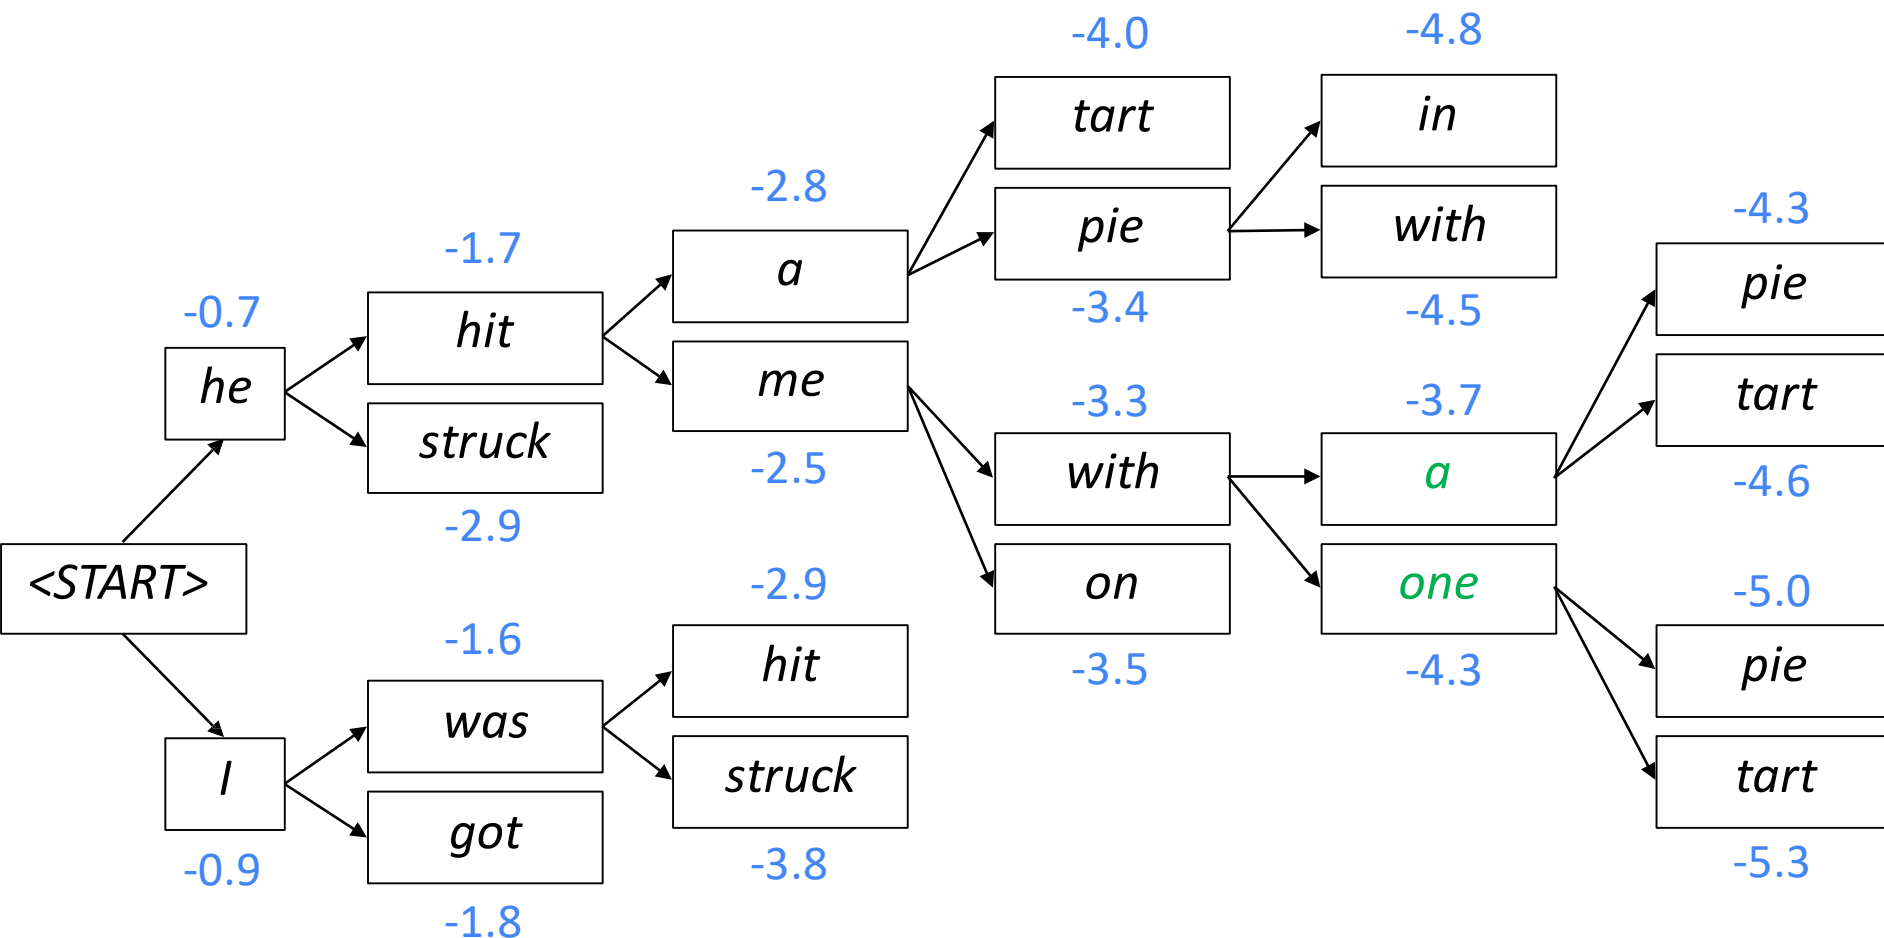 -4.0
-4.8
tart
in
-2.8
pie
with
-4.3
-1.7
a
-3.4
-4.5
pie
-0.7
hit
me
-3.3
-3.7
tart
he
struck
-2.5
with
a
-4.6
-2.9
<START>
-2.9
on
one
-5.0
-1.6
hit
-3.5
-4.3
pie
was
I
struck
tart
got
-0.9
-3.8
-5.3
-1.8